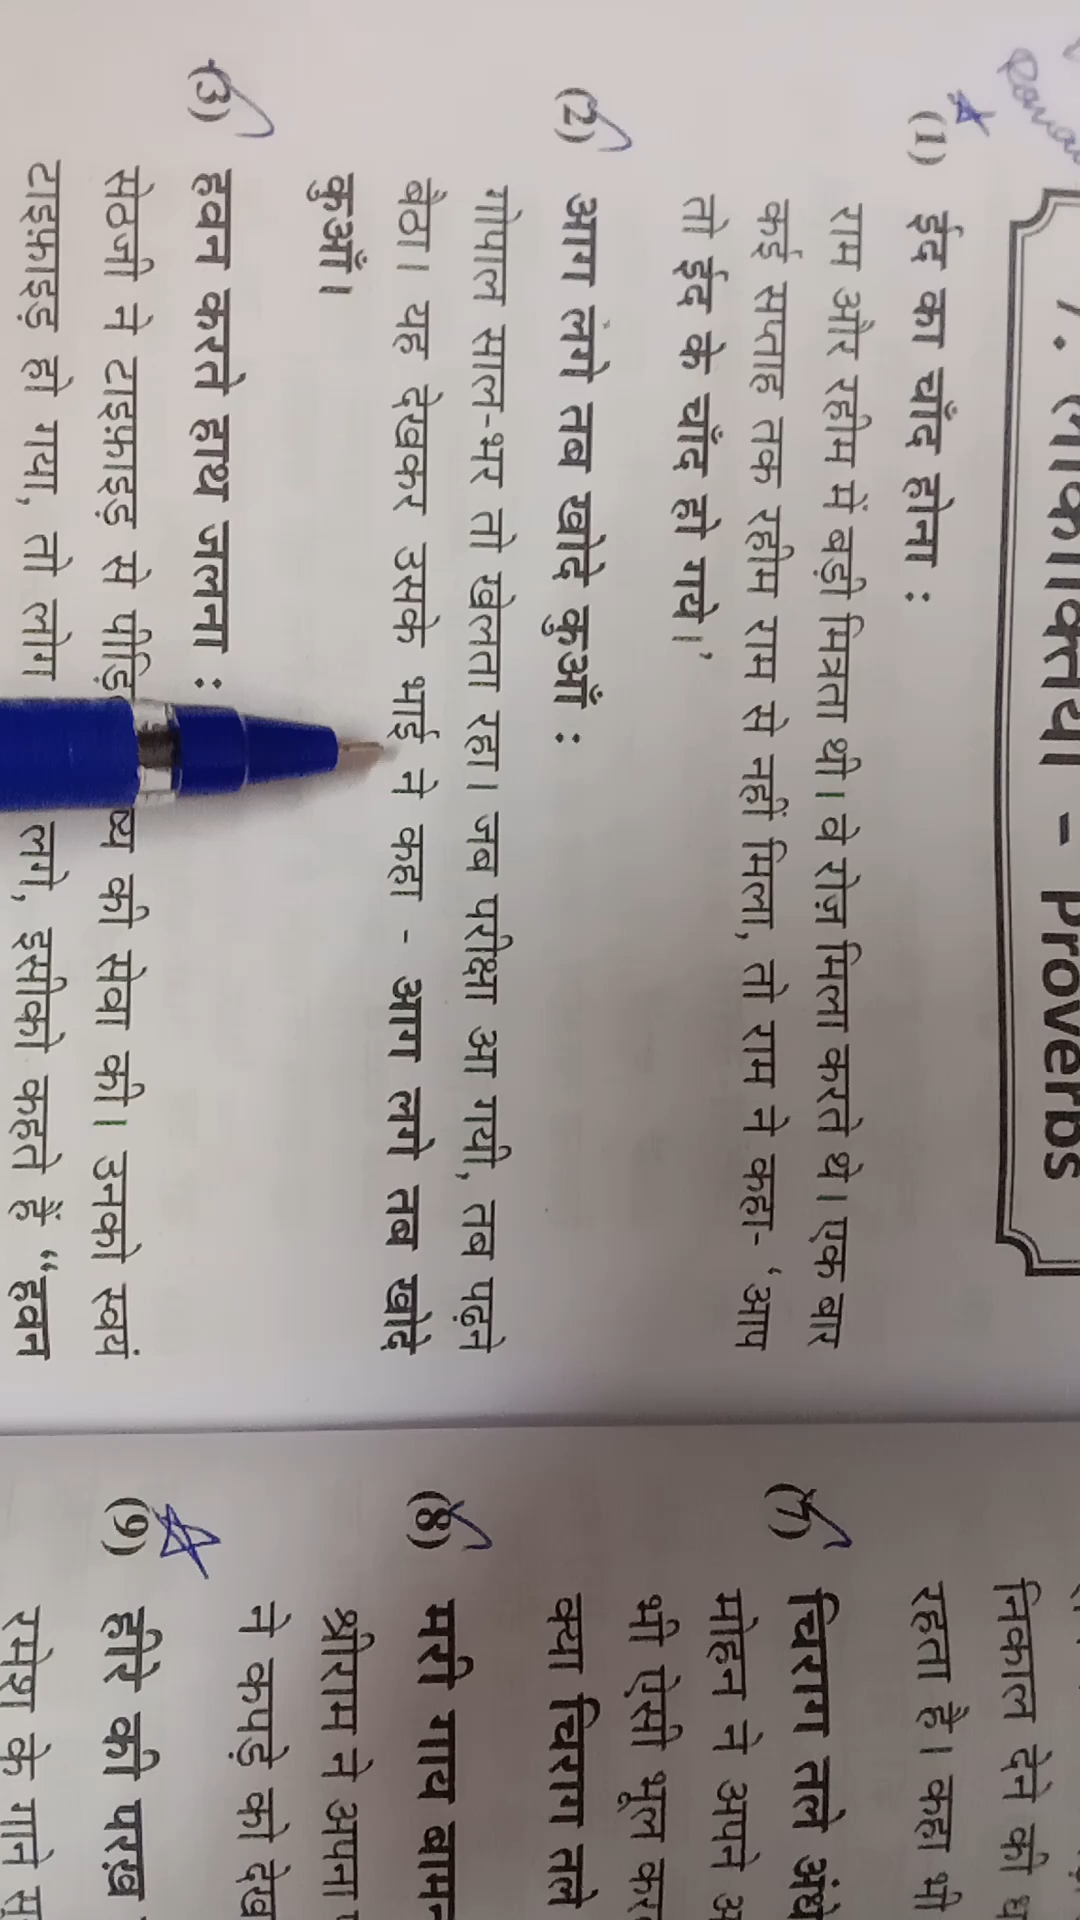 7. लोकोक्तियाँ - Proverbs
(1) ईद का चाँद होना :
राम और रहीम में बड़ी मित्रता थी। वे रोज़ मिला करते थे। एक बार
कई सप्ताह तक रहीम राम से नहीं मिला, तो राम ने कहा- ‘आप
तो ईद के चाँद हो गये।’
(2) आग लगे तब खोदे कुआँ :
गोपाल साल-भर तो खेलता रहा। जब परीक्षा आ गयी, तब पढ़ने
बैठा। यह देखकर उसके भाई ने कहा - आग लगे तब खोदे
कुआँ।
(3) हवन करते हाथ जलना :
सेठजी ने टाइफ़ाइड़ से की सेवा की। उनको स्वयं
टाइफ़ाइड़ हो गया, तो लोग लगे, इसीको कहते हैं “हवन
निकाल देने की
रहता है। कहा भी
(7) चिराग तले
मोहन ने अपने
भी ऐसी भूल
क्या चिराग तले
(8) मरी गाय
श्रीराम ने अपना
ने कपड़े को देख
(9) हीरे की परख
रमेश के गाने